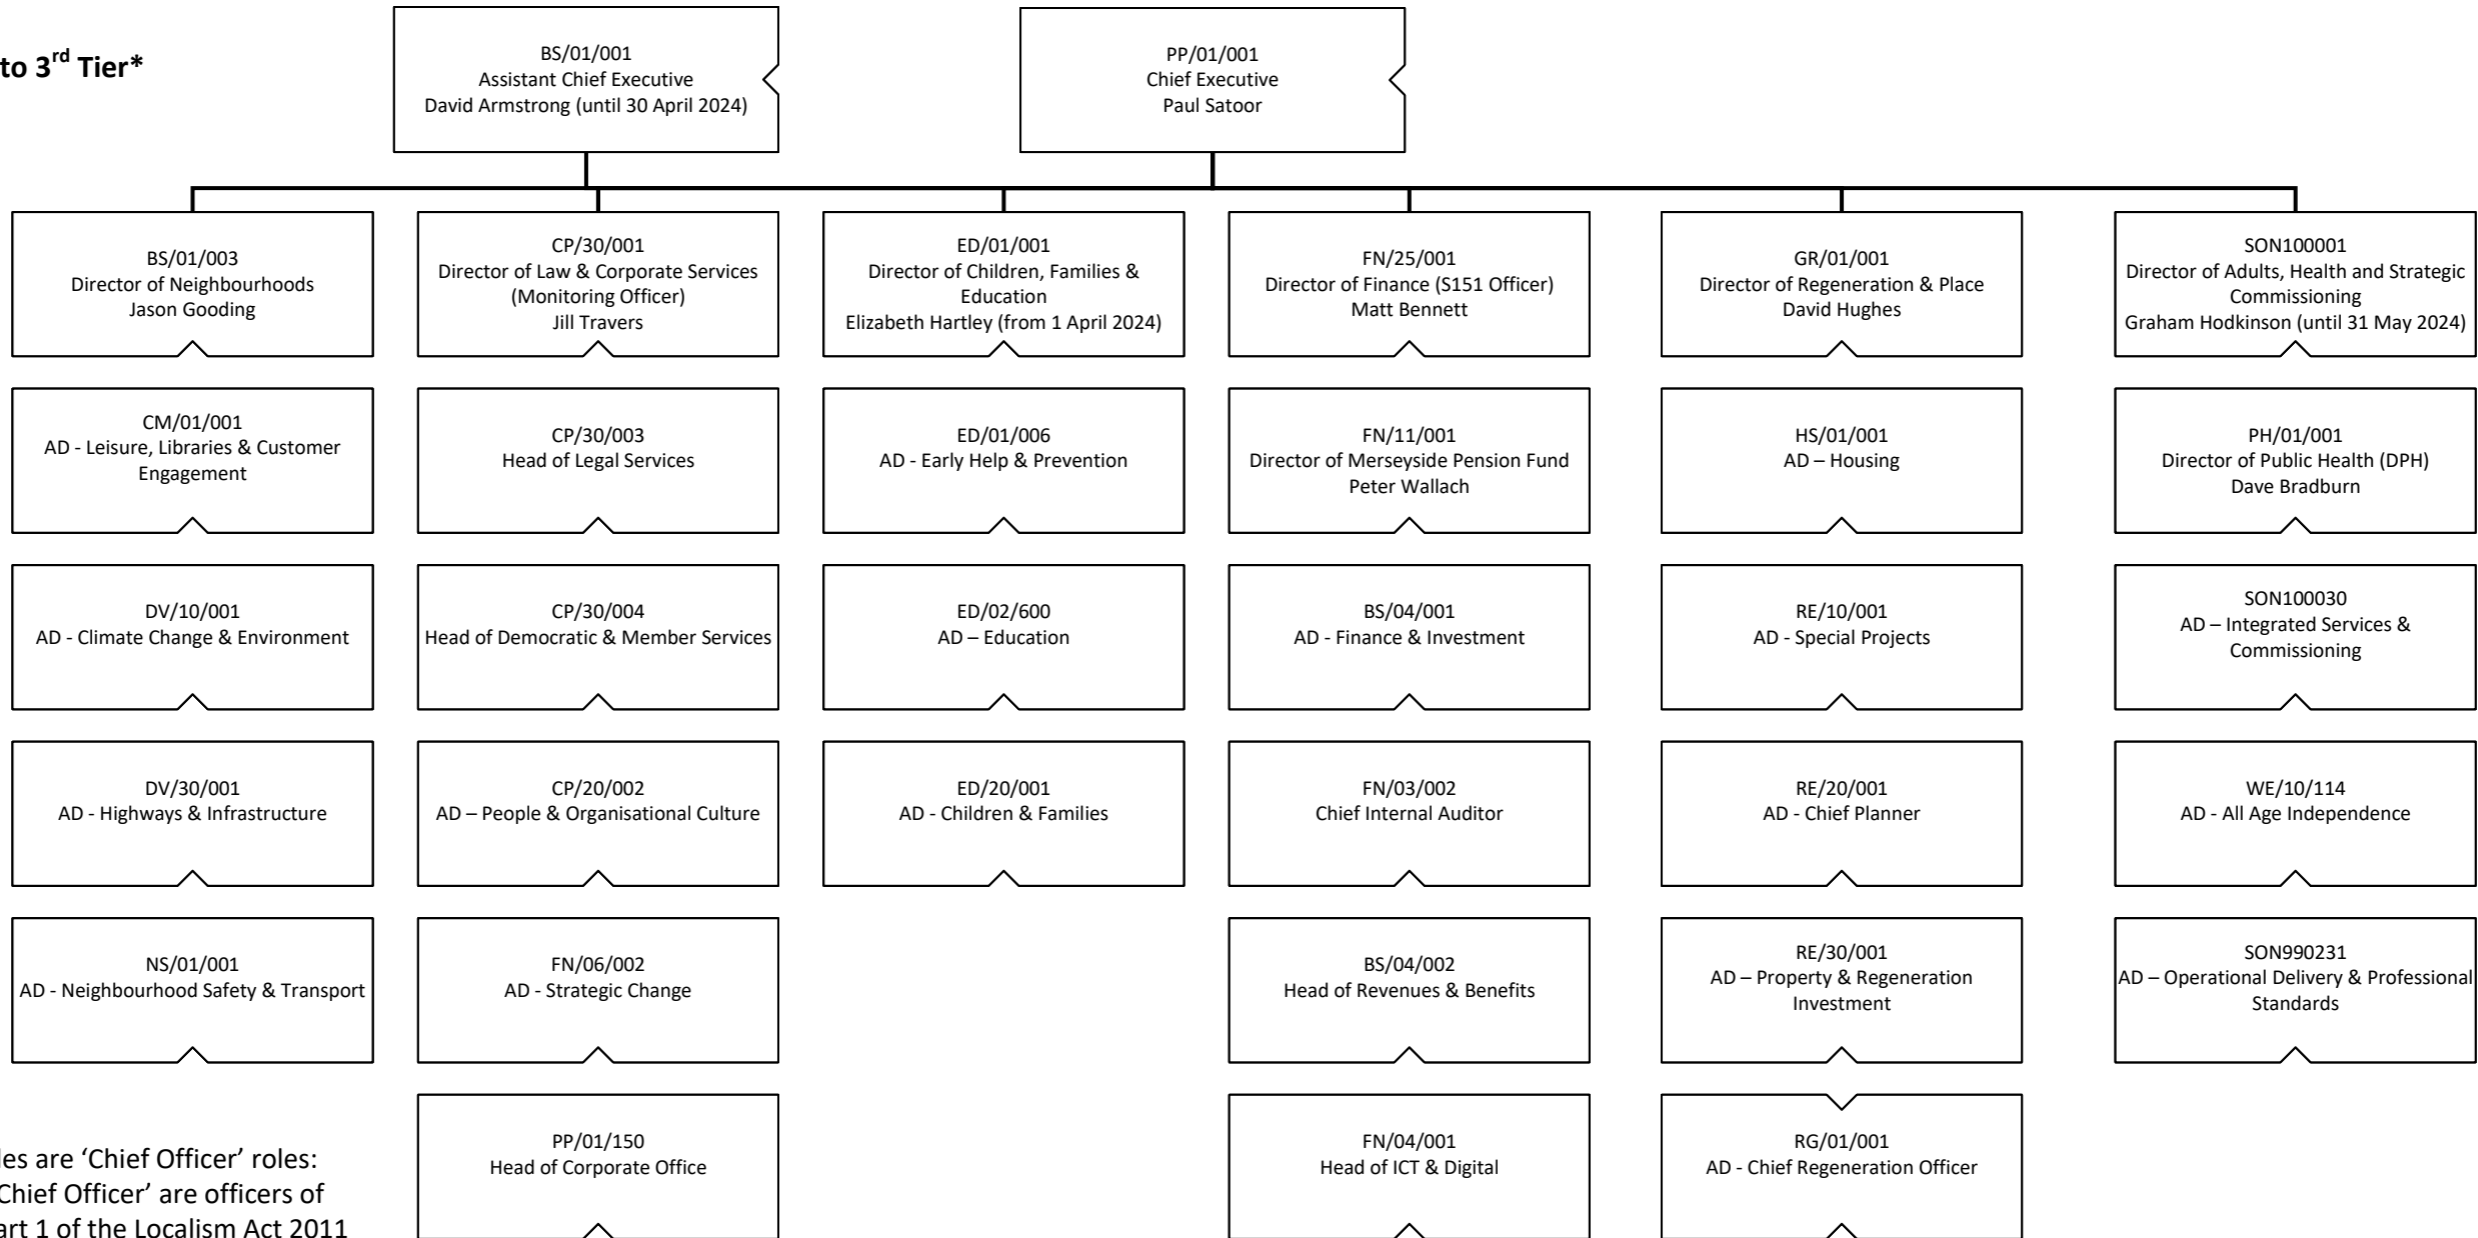 to 3rd Tier*
BS/01/001
Assistant Chief Executive
David Armstrong (until 30 April 2024)
PP/01/001
Chief Executive
Paul Satoor
BS/01/003
Director of Neighbourhoods
Jason Gooding
CP/30/001
Director of Law & Corporate Services
(Monitoring Officer)
Jill Travers
ED/01/001
Director of Children, Families &
Education
Elizabeth Hartley (from 1 April 2024)
FN/25/001
Director of Finance (S151 Officer)
Matt Bennett
GR/01/001
Director of Regeneration & Place
David Hughes
SON100001
Director of Adults, Health and Strategic
Commissioning
Graham Hodkinson (until 31 May 2024)
CM/01/001
AD - Leisure, Libraries & Customer
Engagement
CP/30/003
Head of Legal Services
ED/01/006
AD - Early Help & Prevention
FN/11/001
Director of Merseyside Pension Fund
Peter Wallach
HS/01/001
AD – Housing
PH/01/001
Director of Public Health (DPH)
Dave Bradburn
DV/10/001
AD - Climate Change & Environment
CP/30/004
Head of Democratic & Member Services
ED/02/600
AD – Education
BS/04/001
AD - Finance & Investment
RE/10/001
AD - Special Projects
SON100030
AD – Integrated Services &
Commissioning
DV/30/001
AD - Highways & Infrastructure
CP/20/002
AD – People & Organisational Culture
ED/20/001
AD - Children & Families
FN/03/002
Chief Internal Auditor
RE/20/001
AD - Chief Planner
WE/10/114
AD - All Age Independence
NS/01/001
AD - Neighbourhood Safety & Transport
FN/06/002
AD - Strategic Change
BS/04/002
Head of Revenues & Benefits
RE/30/001
AD – Property & Regeneration
Investment
SON990231
AD – Operational Delivery & Professional
Standards
PP/01/150
Head of Corporate Office
FN/04/001
Head of ICT & Digital
RG/01/001
AD - Chief Regeneration Officer
are ‘Chief Officer’ roles:
Chief Officer’ are officers of
1 of the Localism Act 2011